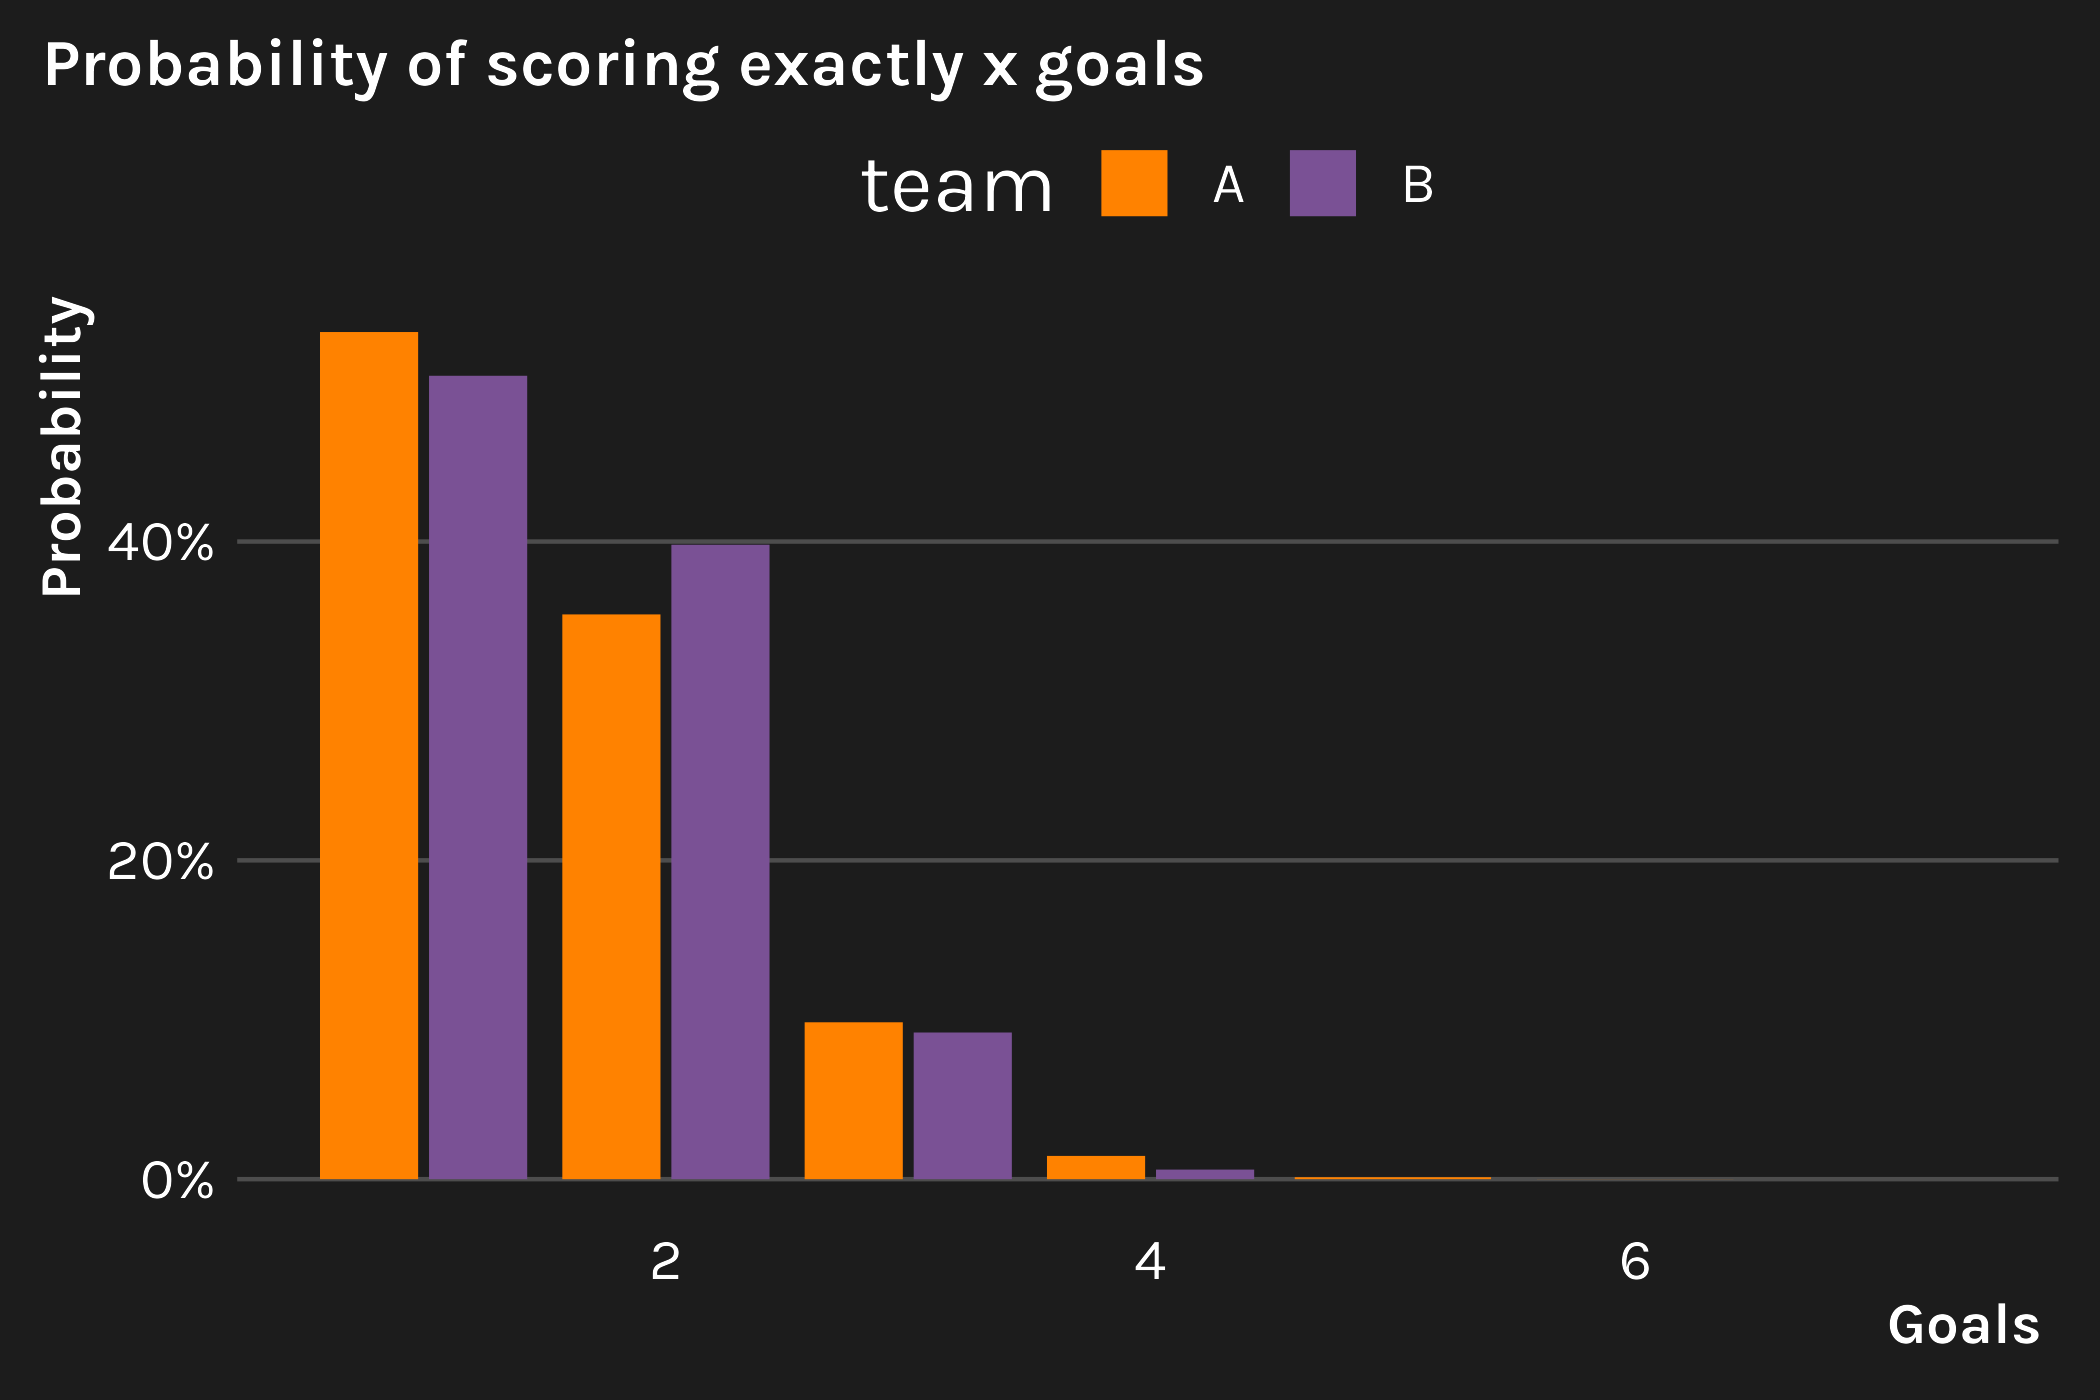 Probability of scoring exactly x goals
team A B
Probability
40%
20%
0%
2 4 6
Goals